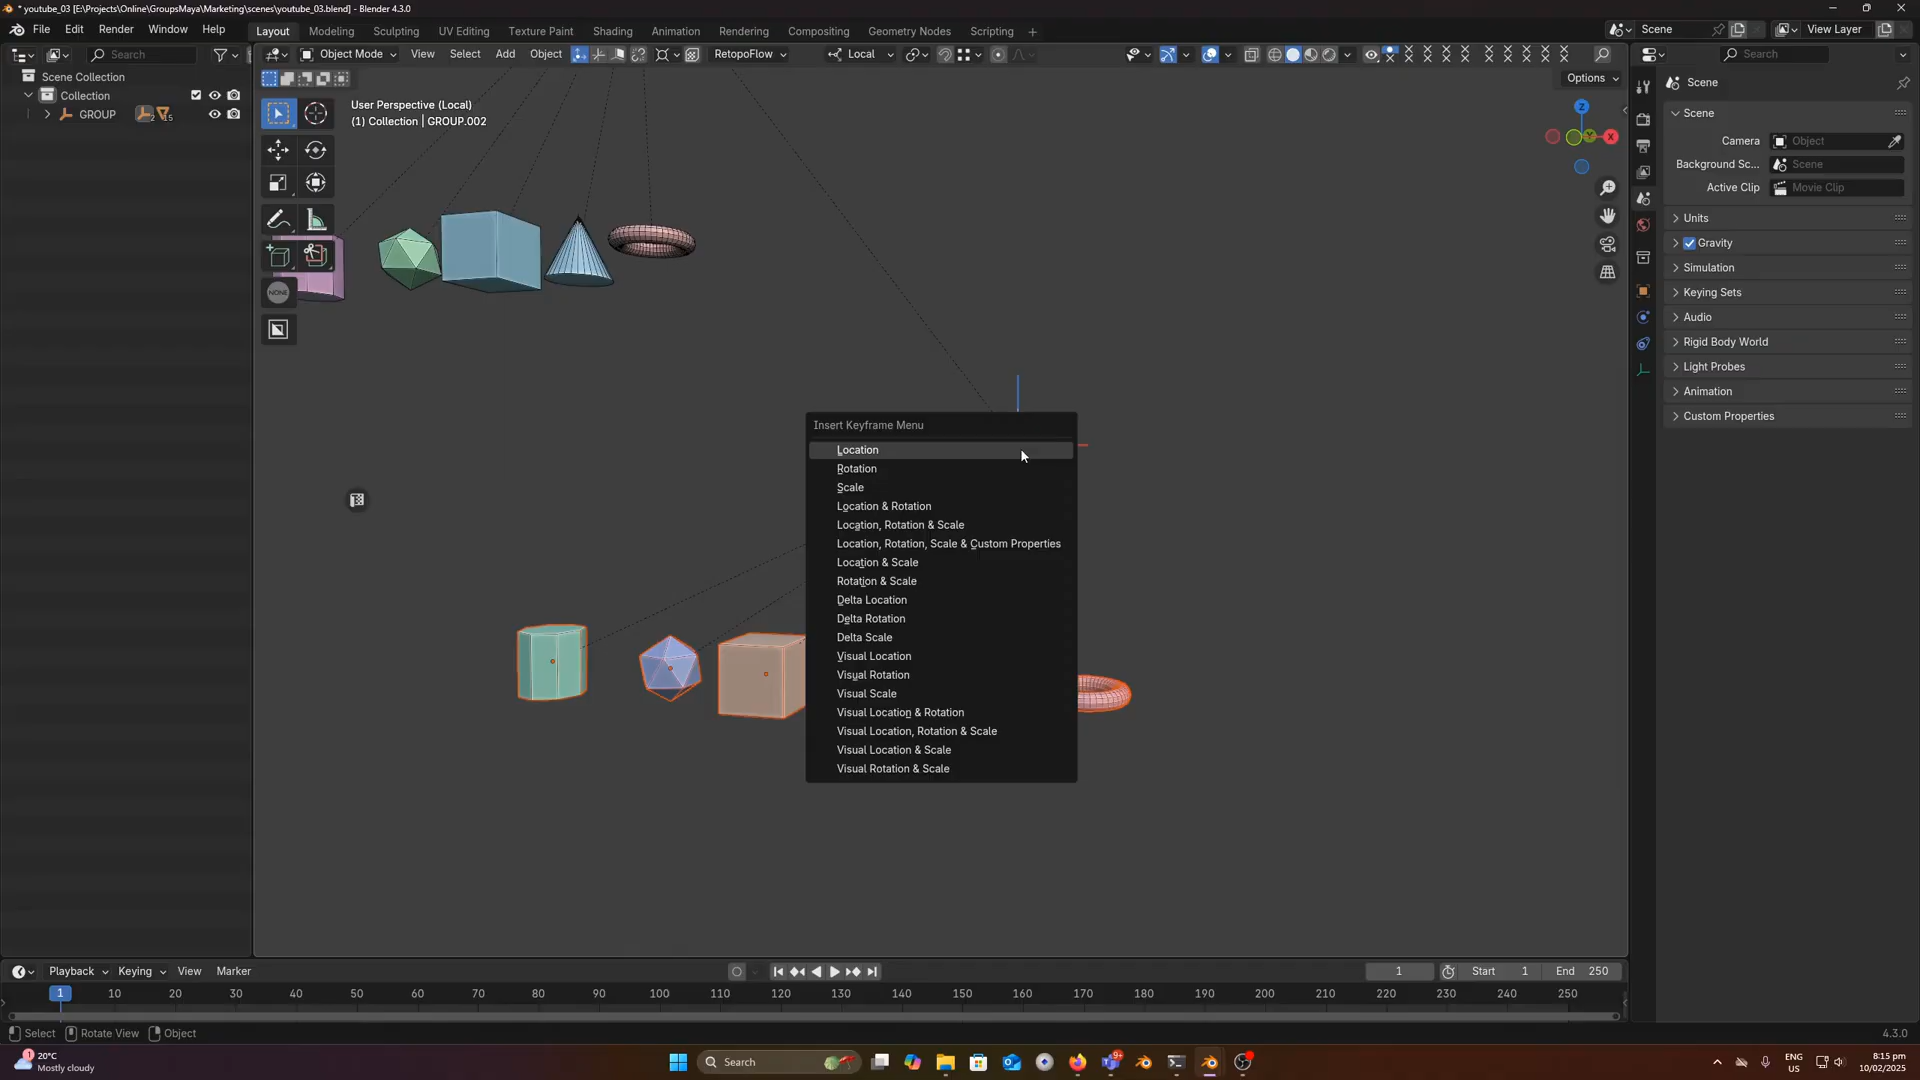 * youtube_03 [E:\Projects\Online\GroupsMaya\Marketing\scenes\youtube_03.blend] - Blender 4.3.0
File Edit Render Window Help
Layout Modeling Sculpting UV Editing Texture Paint Shading Animation Rendering Compositing Geometry Nodes Scripting +
Scene View Layer
Search
Object Mode View Select Add Object RetopoFlow Local
Search
Options
Scene Collection
Collection
GROUP 2 15
User Perspective (Local)
(1) Collection | GROUP.002
Z
X
NONE
Scene
Scene
Camera Object
Background Sc... Scene
Active Clip Movie Clip
Units
Gravity
Simulation
Keying Sets
Audio
Rigid Body World
Light Probes
Animation
Custom Properties
Insert Keyframe Menu
Location
Rotation
Scale
Location & Rotation
Location, Rotation & Scale
Location, Rotation, Scale & Custom Properties
Location & Scale
Rotation & Scale
Delta Location
Delta Rotation
Delta Scale
Visual Location
Visual Rotation
Visual Scale
Visual Location & Rotation
Visual Location, Rotation & Scale
Visual Location & Scale
Visual Rotation & Scale
Playback Keying View Marker 1 Start 1 End 250
1 10 20 30 40 50 60 70 80 90 100 110 120 130 140 150 160 170 180 190 200 210 220 230 240 250
Select Rotate View Object 4.3.0
1 20°C
Mostly cloudy
Search
9+
ENG
US
8:15 pm
10/02/2025